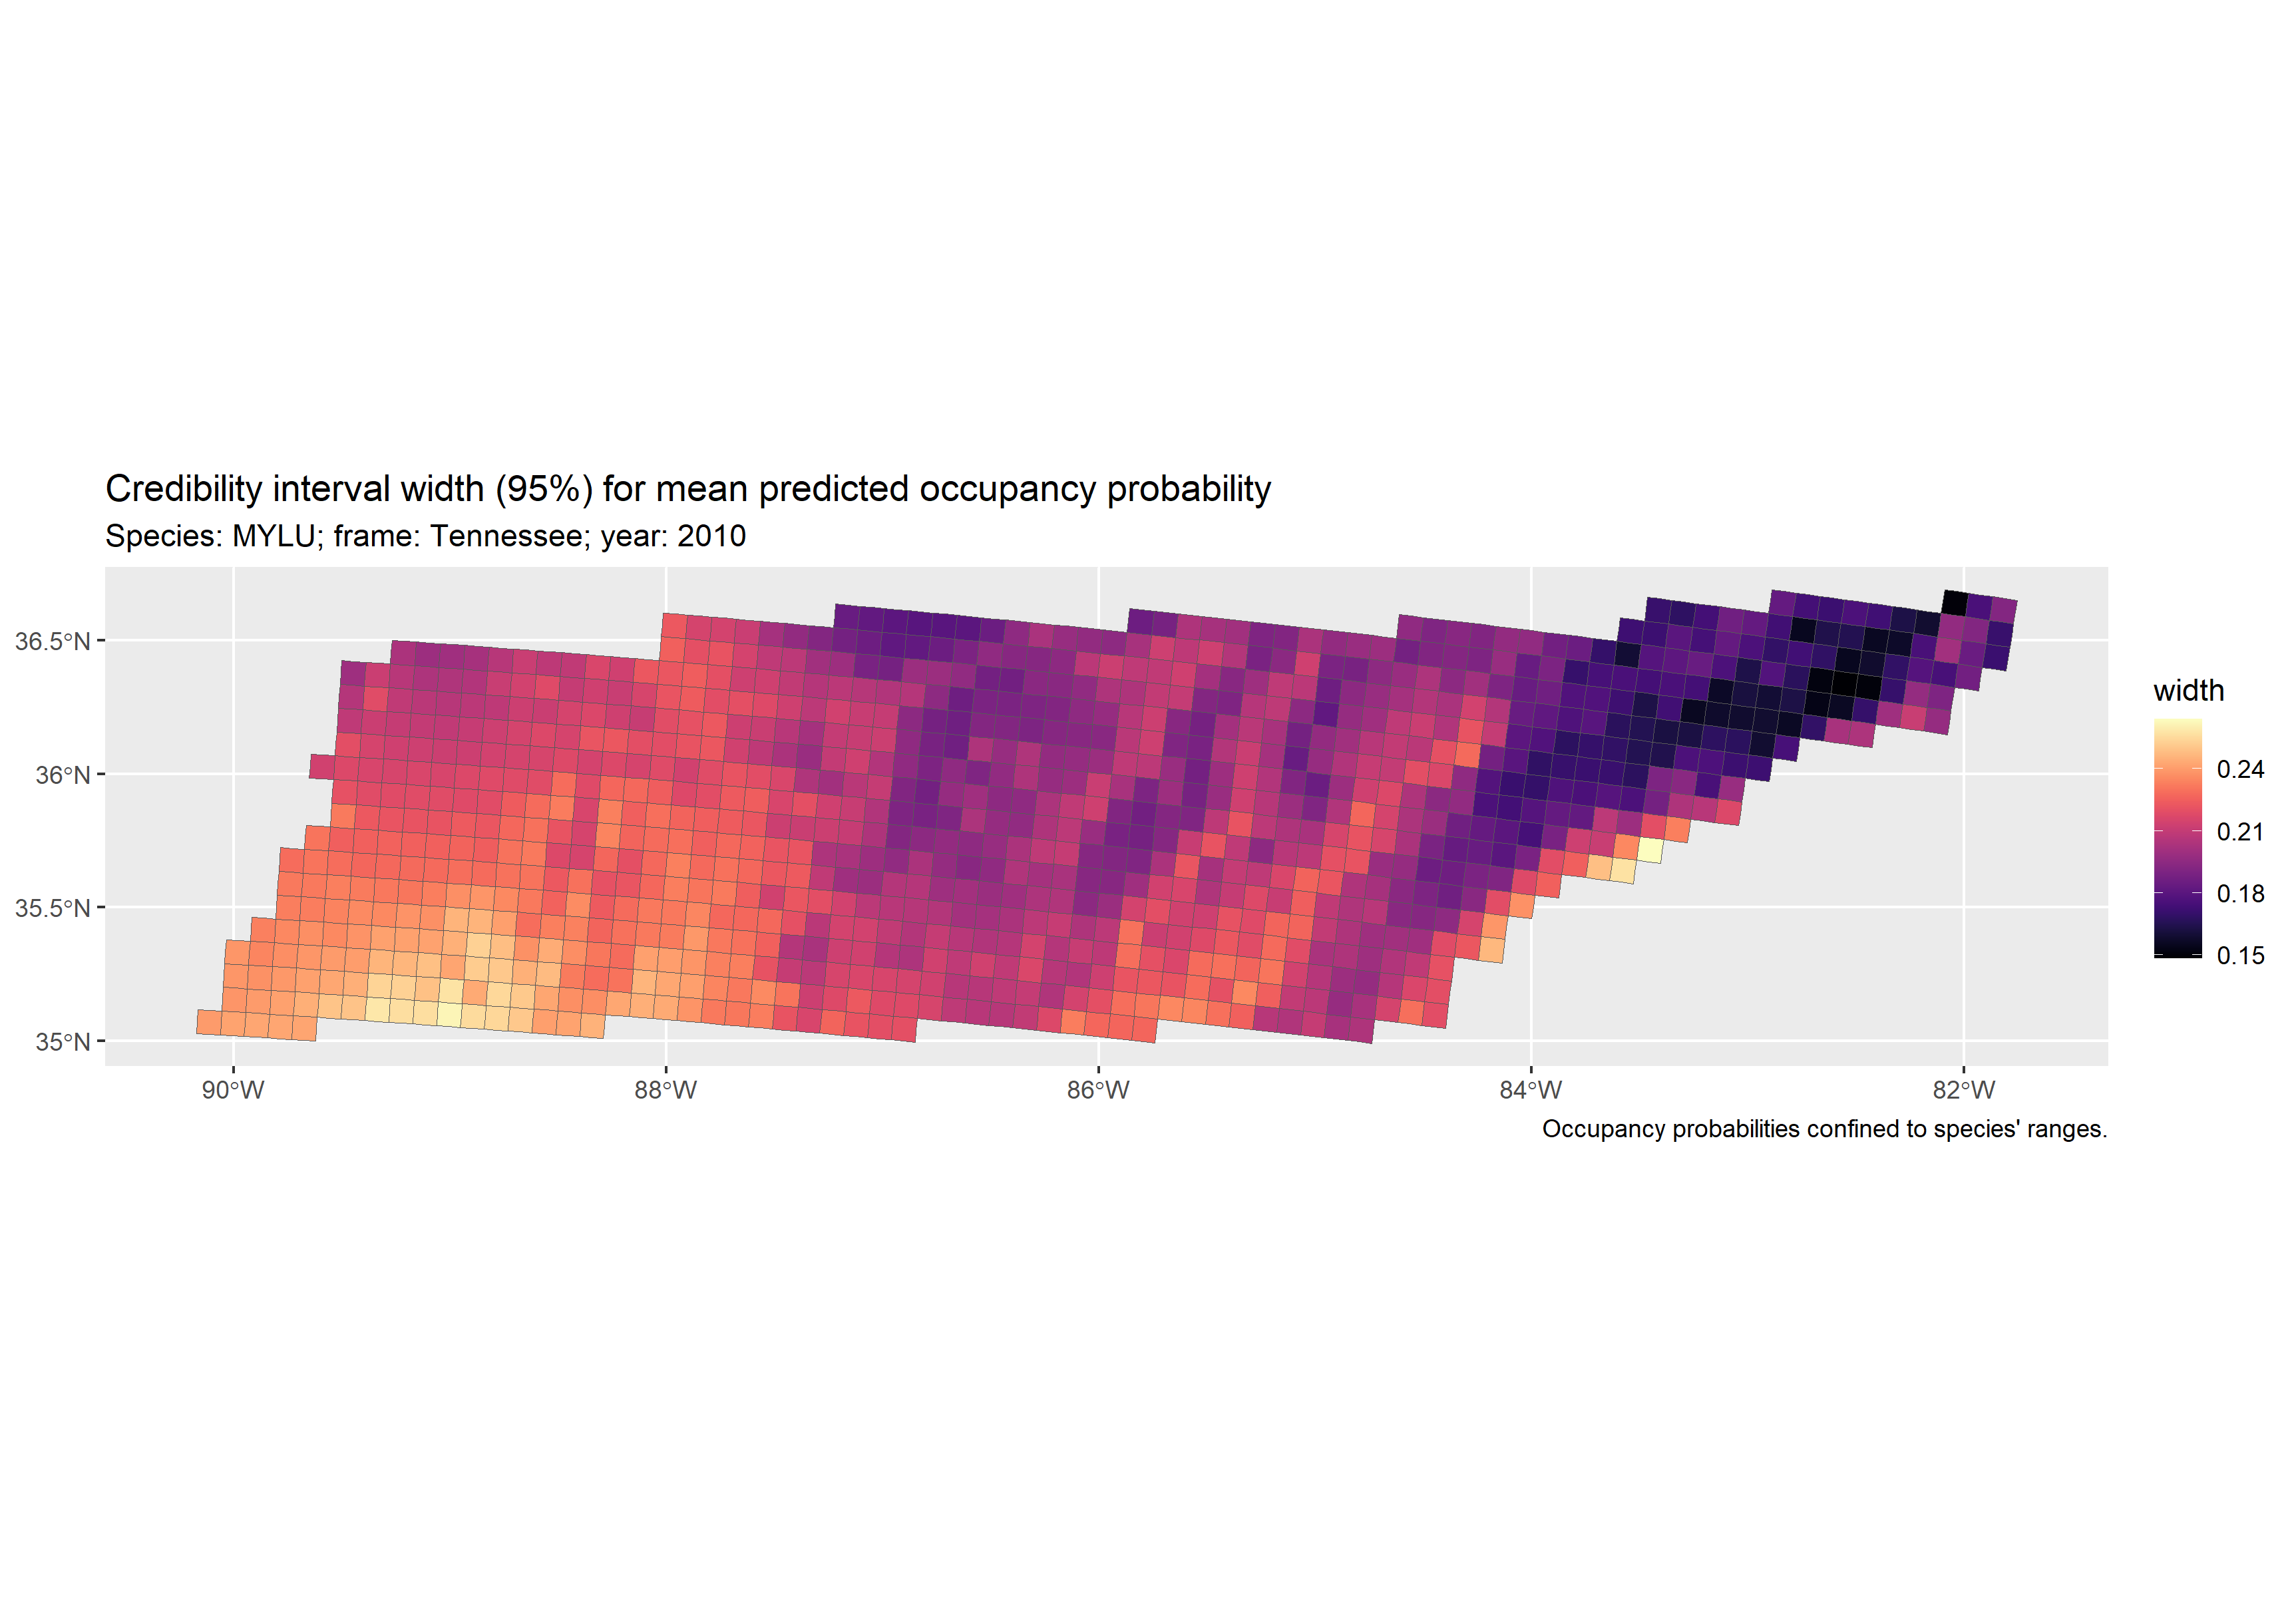 Credibility interval width (95%) for mean predicted occupancy probability
Species: MYLU; frame: Tennessee; year: 2010
36.5°N
36°N
35.5°N
35°N
90°W
88°W
86°W
84°W
82°W
width
0.24
0.21
0.18
0.15
Occupancy probabilities confined to species' ranges.